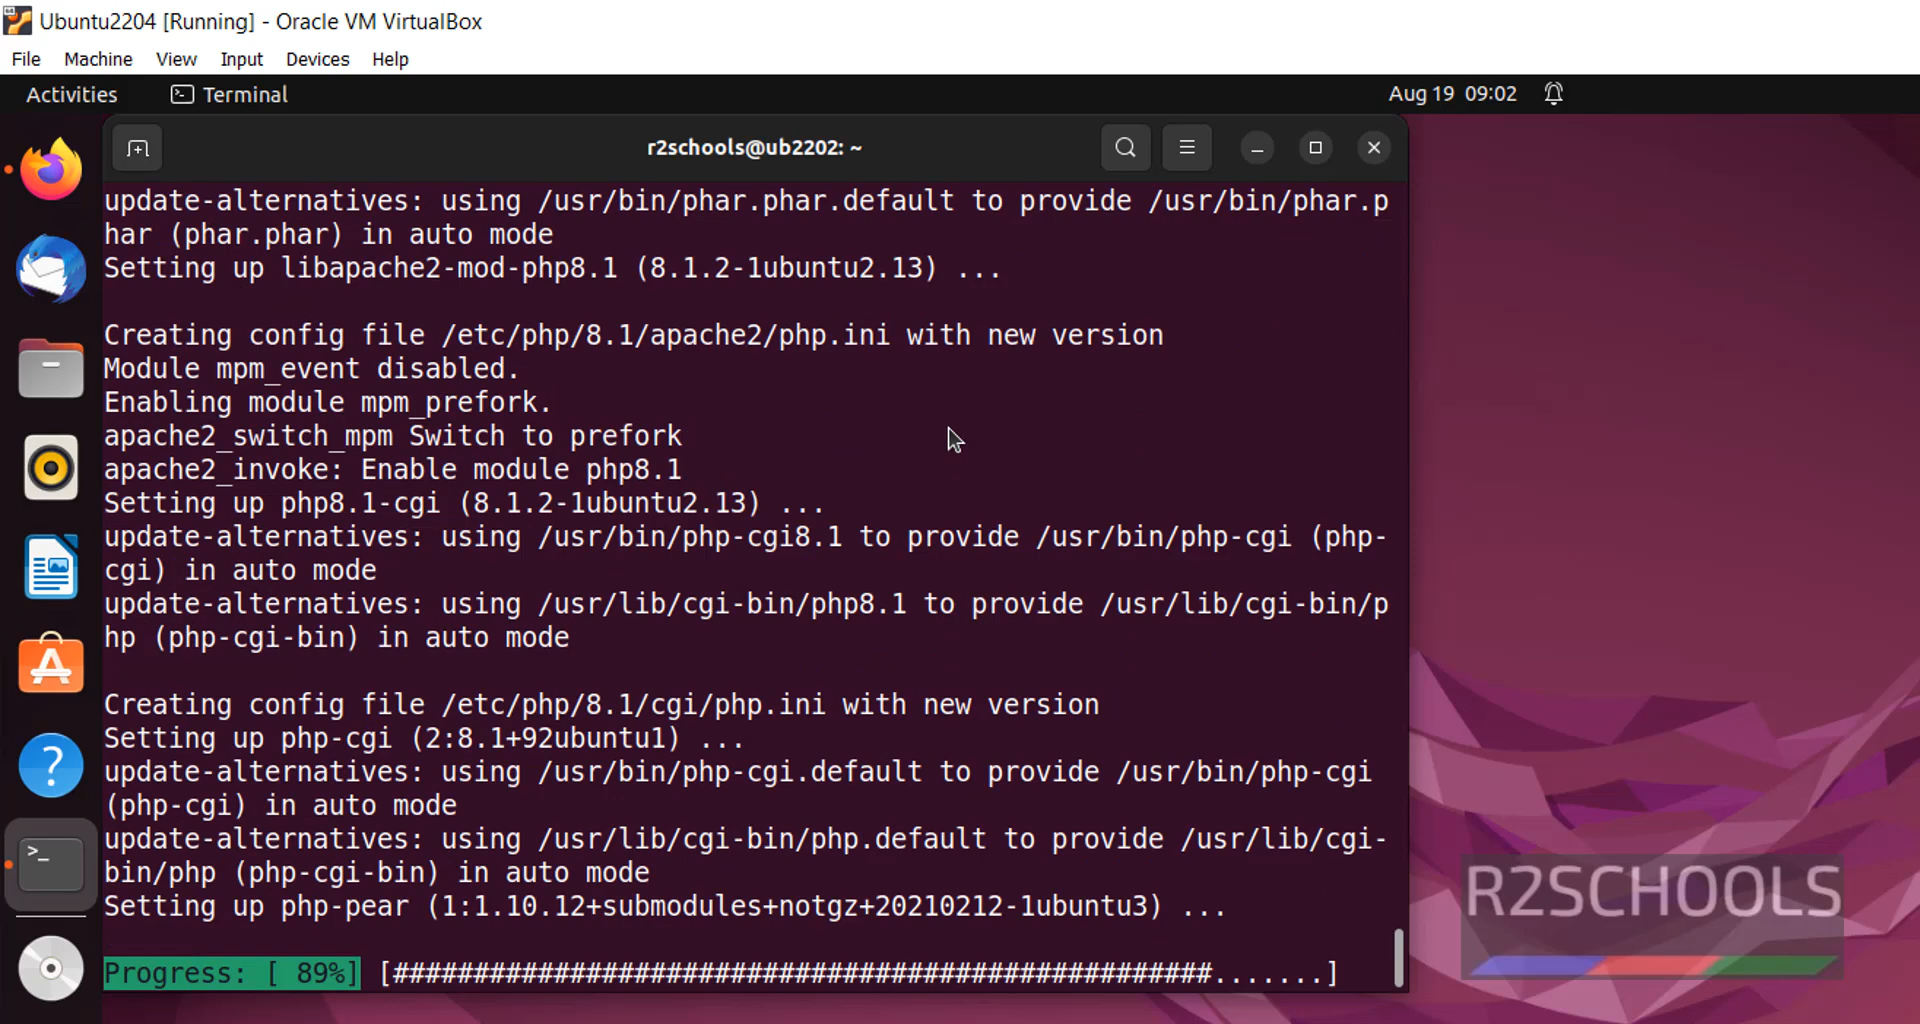 Ubuntu2204 [Running] - Oracle VM VirtualBox
File Machine View Input Devices Help
Activities Terminal Aug 19 09:02
r2schools@ub2202: ~
update-alternatives: using /usr/bin/phar.phar.default to provide /usr/bin/phar.p
har (phar.phar) in auto mode
Setting up libapache2-mod-php8.1 (8.1.2-1ubuntu2.13) ...
Creating config file /etc/php/8.1/apache2/php.ini with new version
Module mpm_event disabled.
Enabling module mpm_prefork.
apache2_switch_mpm Switch to prefork
apache2_invoke: Enable module php8.1
Setting up php8.1-cgi (8.1.2-1ubuntu2.13) ...
update-alternatives: using /usr/bin/php-cgi8.1 to provide /usr/bin/php-cgi (php-
cgi) in auto mode
update-alternatives: using /usr/lib/cgi-bin/php8.1 to provide /usr/lib/cgi-bin/p
hp (php-cgi-bin) in auto mode
Creating config file /etc/php/8.1/cgi/php.ini with new version
Setting up php-cgi (2:8.1+92ubuntu1) ...
update-alternatives: using /usr/bin/php-cgi.default to provide /usr/bin/php-cgi
(php-cgi) in auto mode
update-alternatives: using /usr/lib/cgi-bin/php.default to provide /usr/lib/cgi-
bin/php (php-cgi-bin) in auto mode
Setting up php-pear (1:1.10.12+submodules+notgz+20210212-1ubuntu3) ...
Progress: [ 89%] [###################################################.......]
R2SCHOOLS